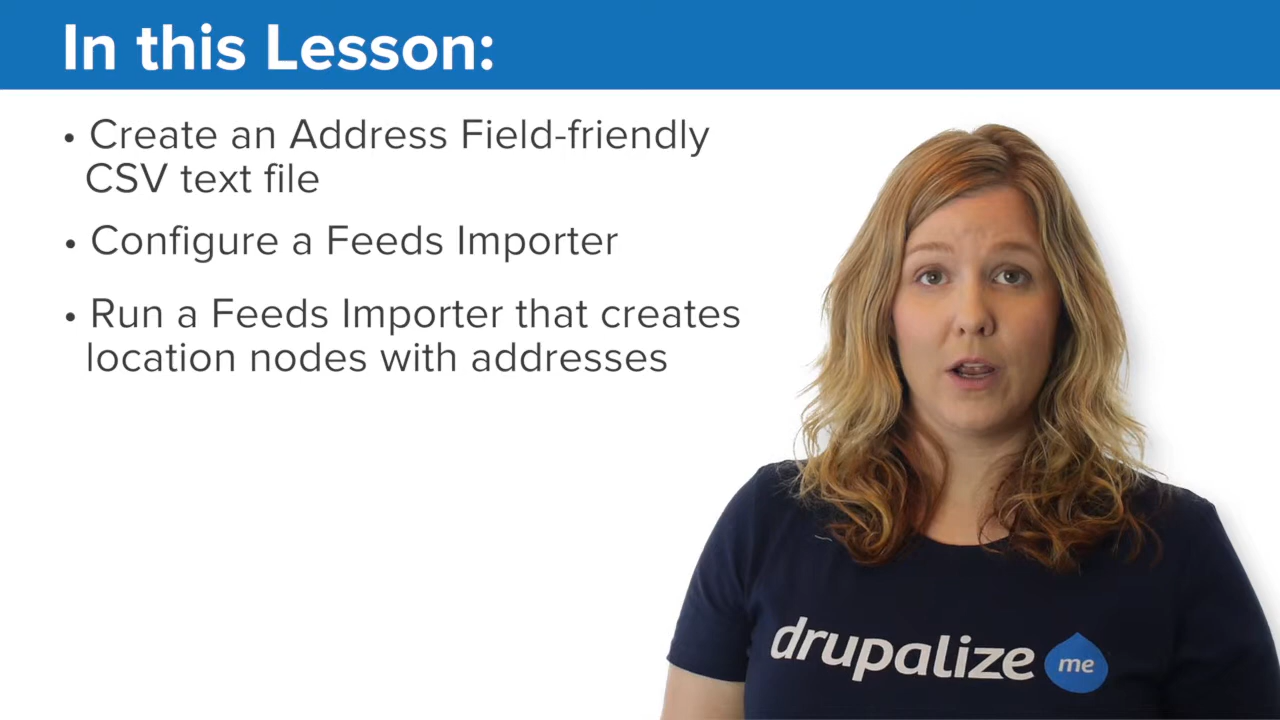 In this Lesson:
• Create an Address Field-friendly
CSV text file
• Configure a Feeds Importer
• Run a Feeds Importer that creates
location nodes with addresses
drupalize me